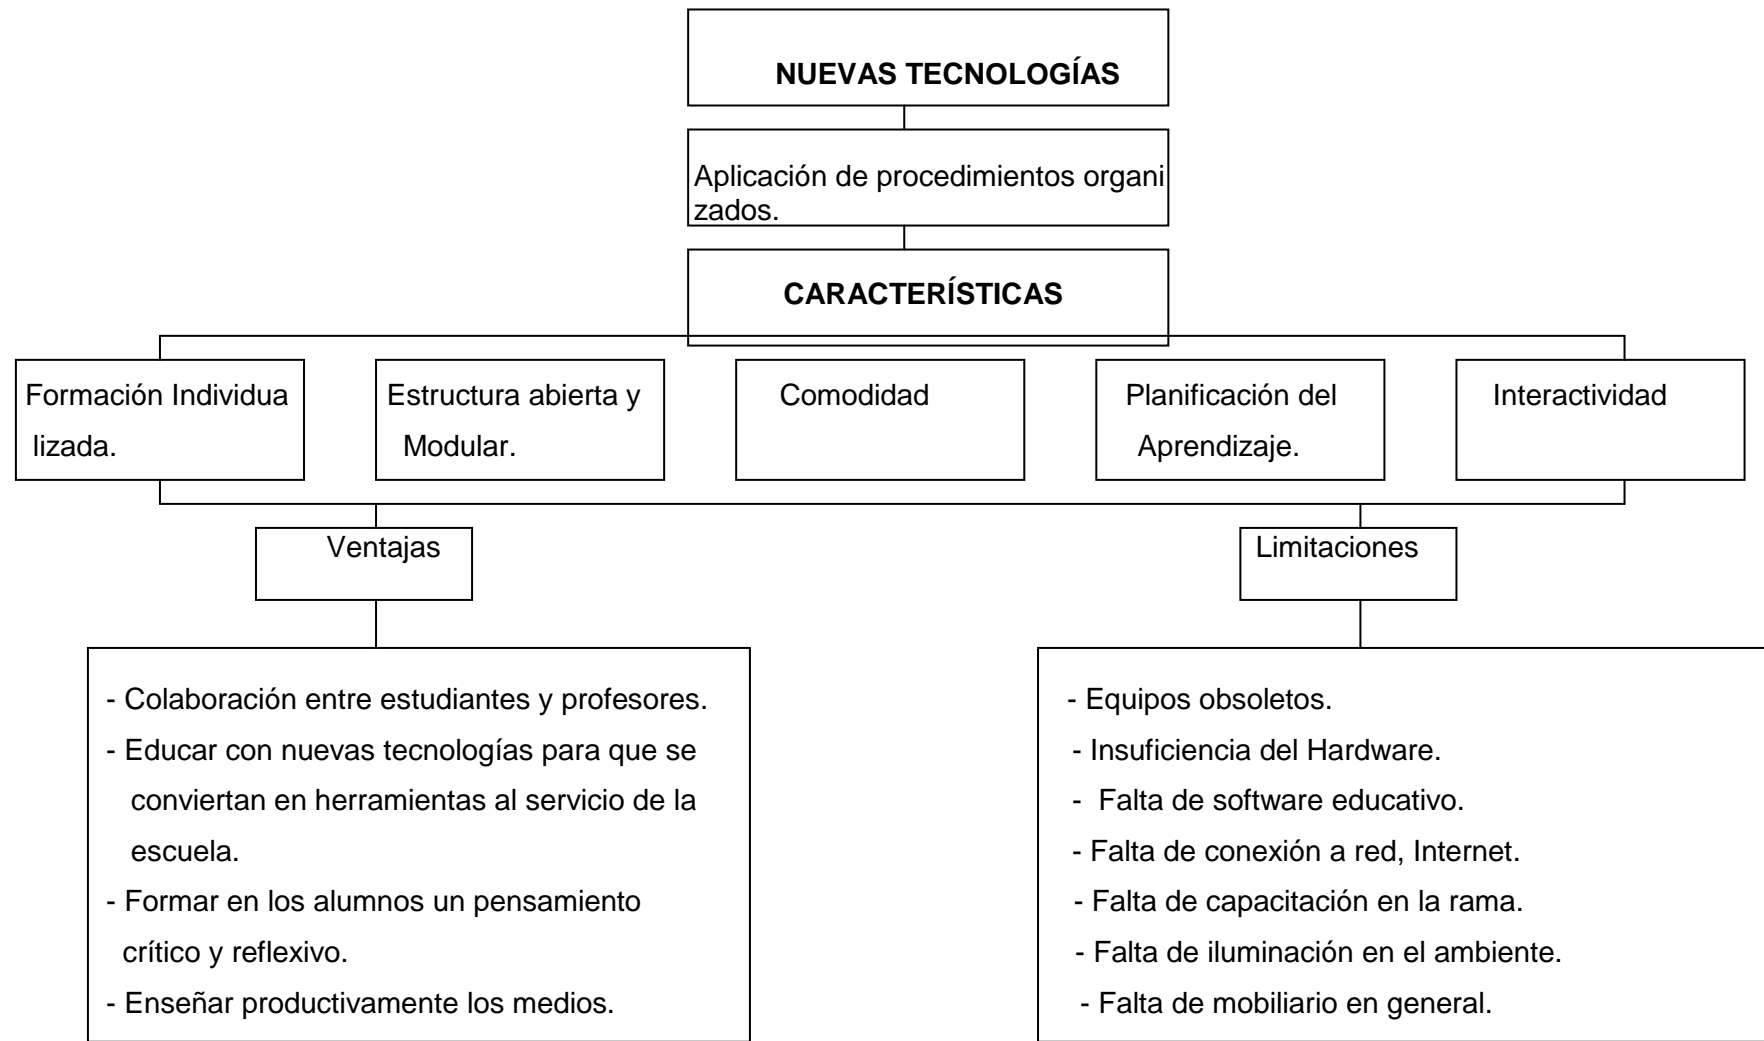 NUEVAS TECNOLOGÍAS
Aplicación de procedimientos organi
zados.
CARACTERÍSTICAS
Formación Individua
lizada.
Estructura abierta y
Modular.
Comodidad
Planificación del
Aprendizaje.
Interactividad
Ventajas
Limitaciones
- Colaboración entre estudiantes y profesores.
- Educar con nuevas tecnologías para que se
conviertan en herramientas al servicio de la
escuela.
- Formar en los alumnos un pensamiento
crítico y reflexivo.
- Enseñar productivamente los medios.
- Equipos obsoletos.
- Insuficiencia del Hardware.
- Falta de software educativo.
- Falta de conexión a red, Internet.
- Falta de capacitación en la rama.
- Falta de iluminación en el ambiente.
- Falta de mobiliario en general.